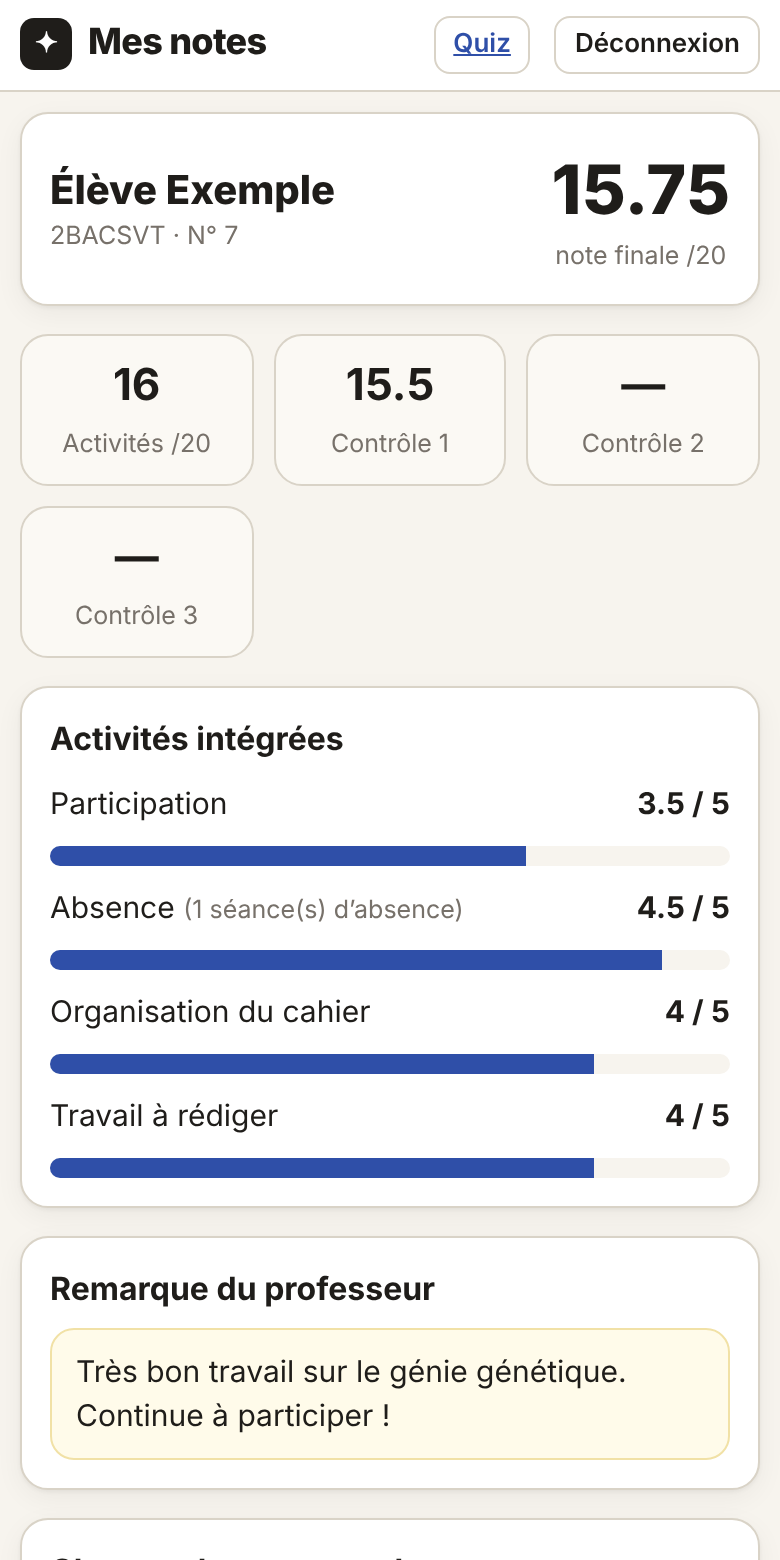 Mes notes
Quiz
Déconnexion
Élève Exemple
2BACSVT · N° 7
15.75
note finale /20
16
Activités /20
15.5
Contrôle 1
—
Contrôle 2
—
Contrôle 3
Activités intégrées
Participation 3.5 / 5
Absence (1 séance(s) d’absence) 4.5 / 5
Organisation du cahier 4 / 5
Travail à rédiger 4 / 5
Remarque du professeur
Très bon travail sur le génie génétique.
Continue à participer !